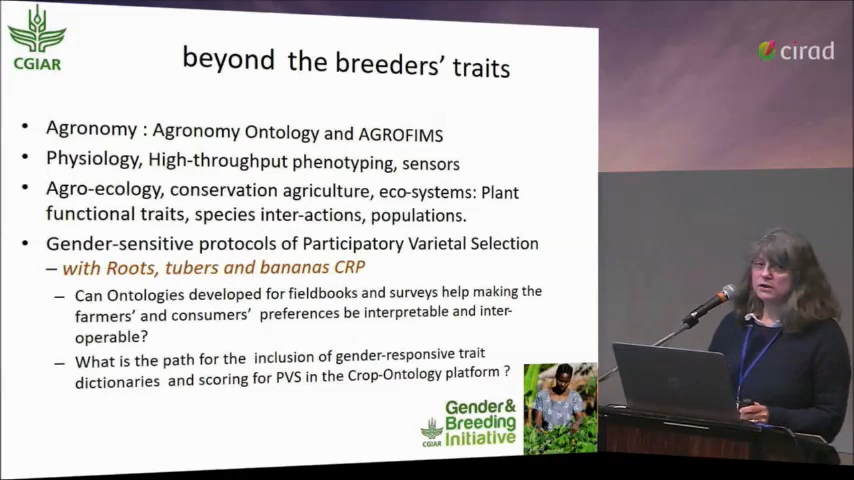 CGIAR
beyond the breeders' traits
cirad
• Agronomy : Agronomy Ontology and AGROFIMS
• Physiology, High-throughput phenotyping, sensors
• Agro-ecology, conservation agriculture, eco-systems: Plant
functional traits, species inter-actions, populations.
• Gender-sensitive protocols of Participatory Varietal Selection
– with Roots, tubers and bananas CRP
– Can Ontologies developed for fieldbooks and surveys help making the
farmers' and consumers' preferences be interpretable and inter-
operable?
– What is the path for the inclusion of gender-responsive trait
dictionaries and scoring for PVS in the Crop-Ontology platform ?
Gender&
Breeding
Initiative
CGIAR